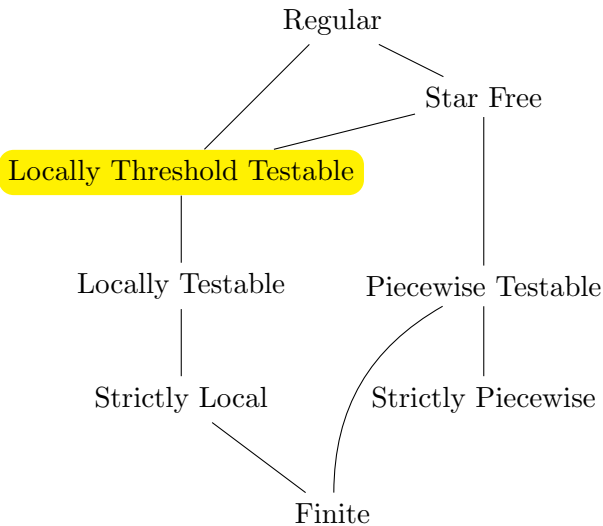 Regular
Star Free
Locally Threshold Testable
Locally Testable
Piecewise Testable
Strictly Local
Strictly Piecewise
Finite